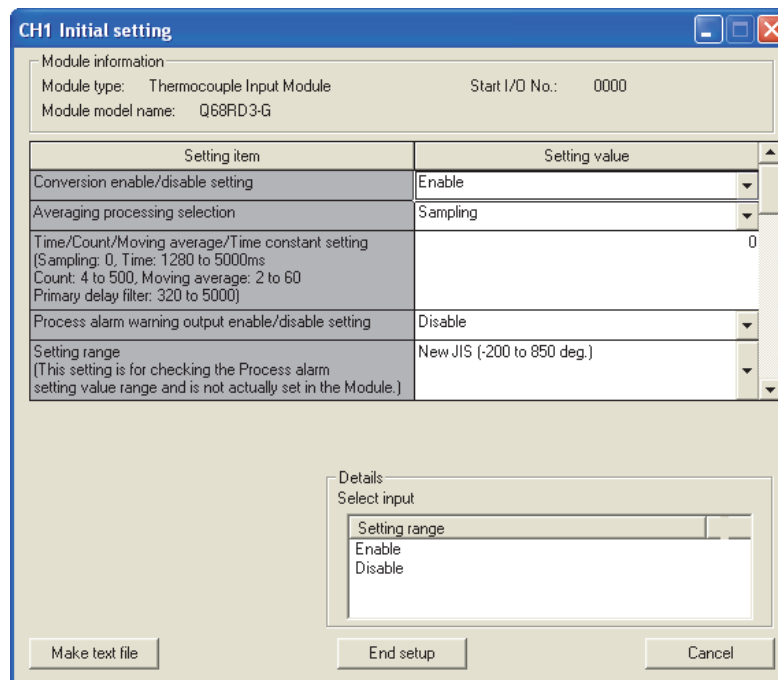 CH1 Initial setting
Module information
Module type: Thermocouple Input Module Start I/O No.: 0000
Module model name: Q68RD3-G
Setting item Setting value
Conversion enable/disable setting Enable
Averaging processing selection Sampling
Time/Count/Moving average/Time constant setting 0
(Sampling: 0, Time: 1280 to 5000ms
Count: 4 to 500, Moving average: 2 to 60
Primary delay filter: 320 to 5000)
Process alarm warning output enable/disable setting Disable
Setting range New JIS (-200 to 850 deg.)
(This setting is for checking the Process alarm
setting value range and is not actually set in the Module.)
Details
Select input
Setting range
Enable
Disable
Make text file End setup Cancel